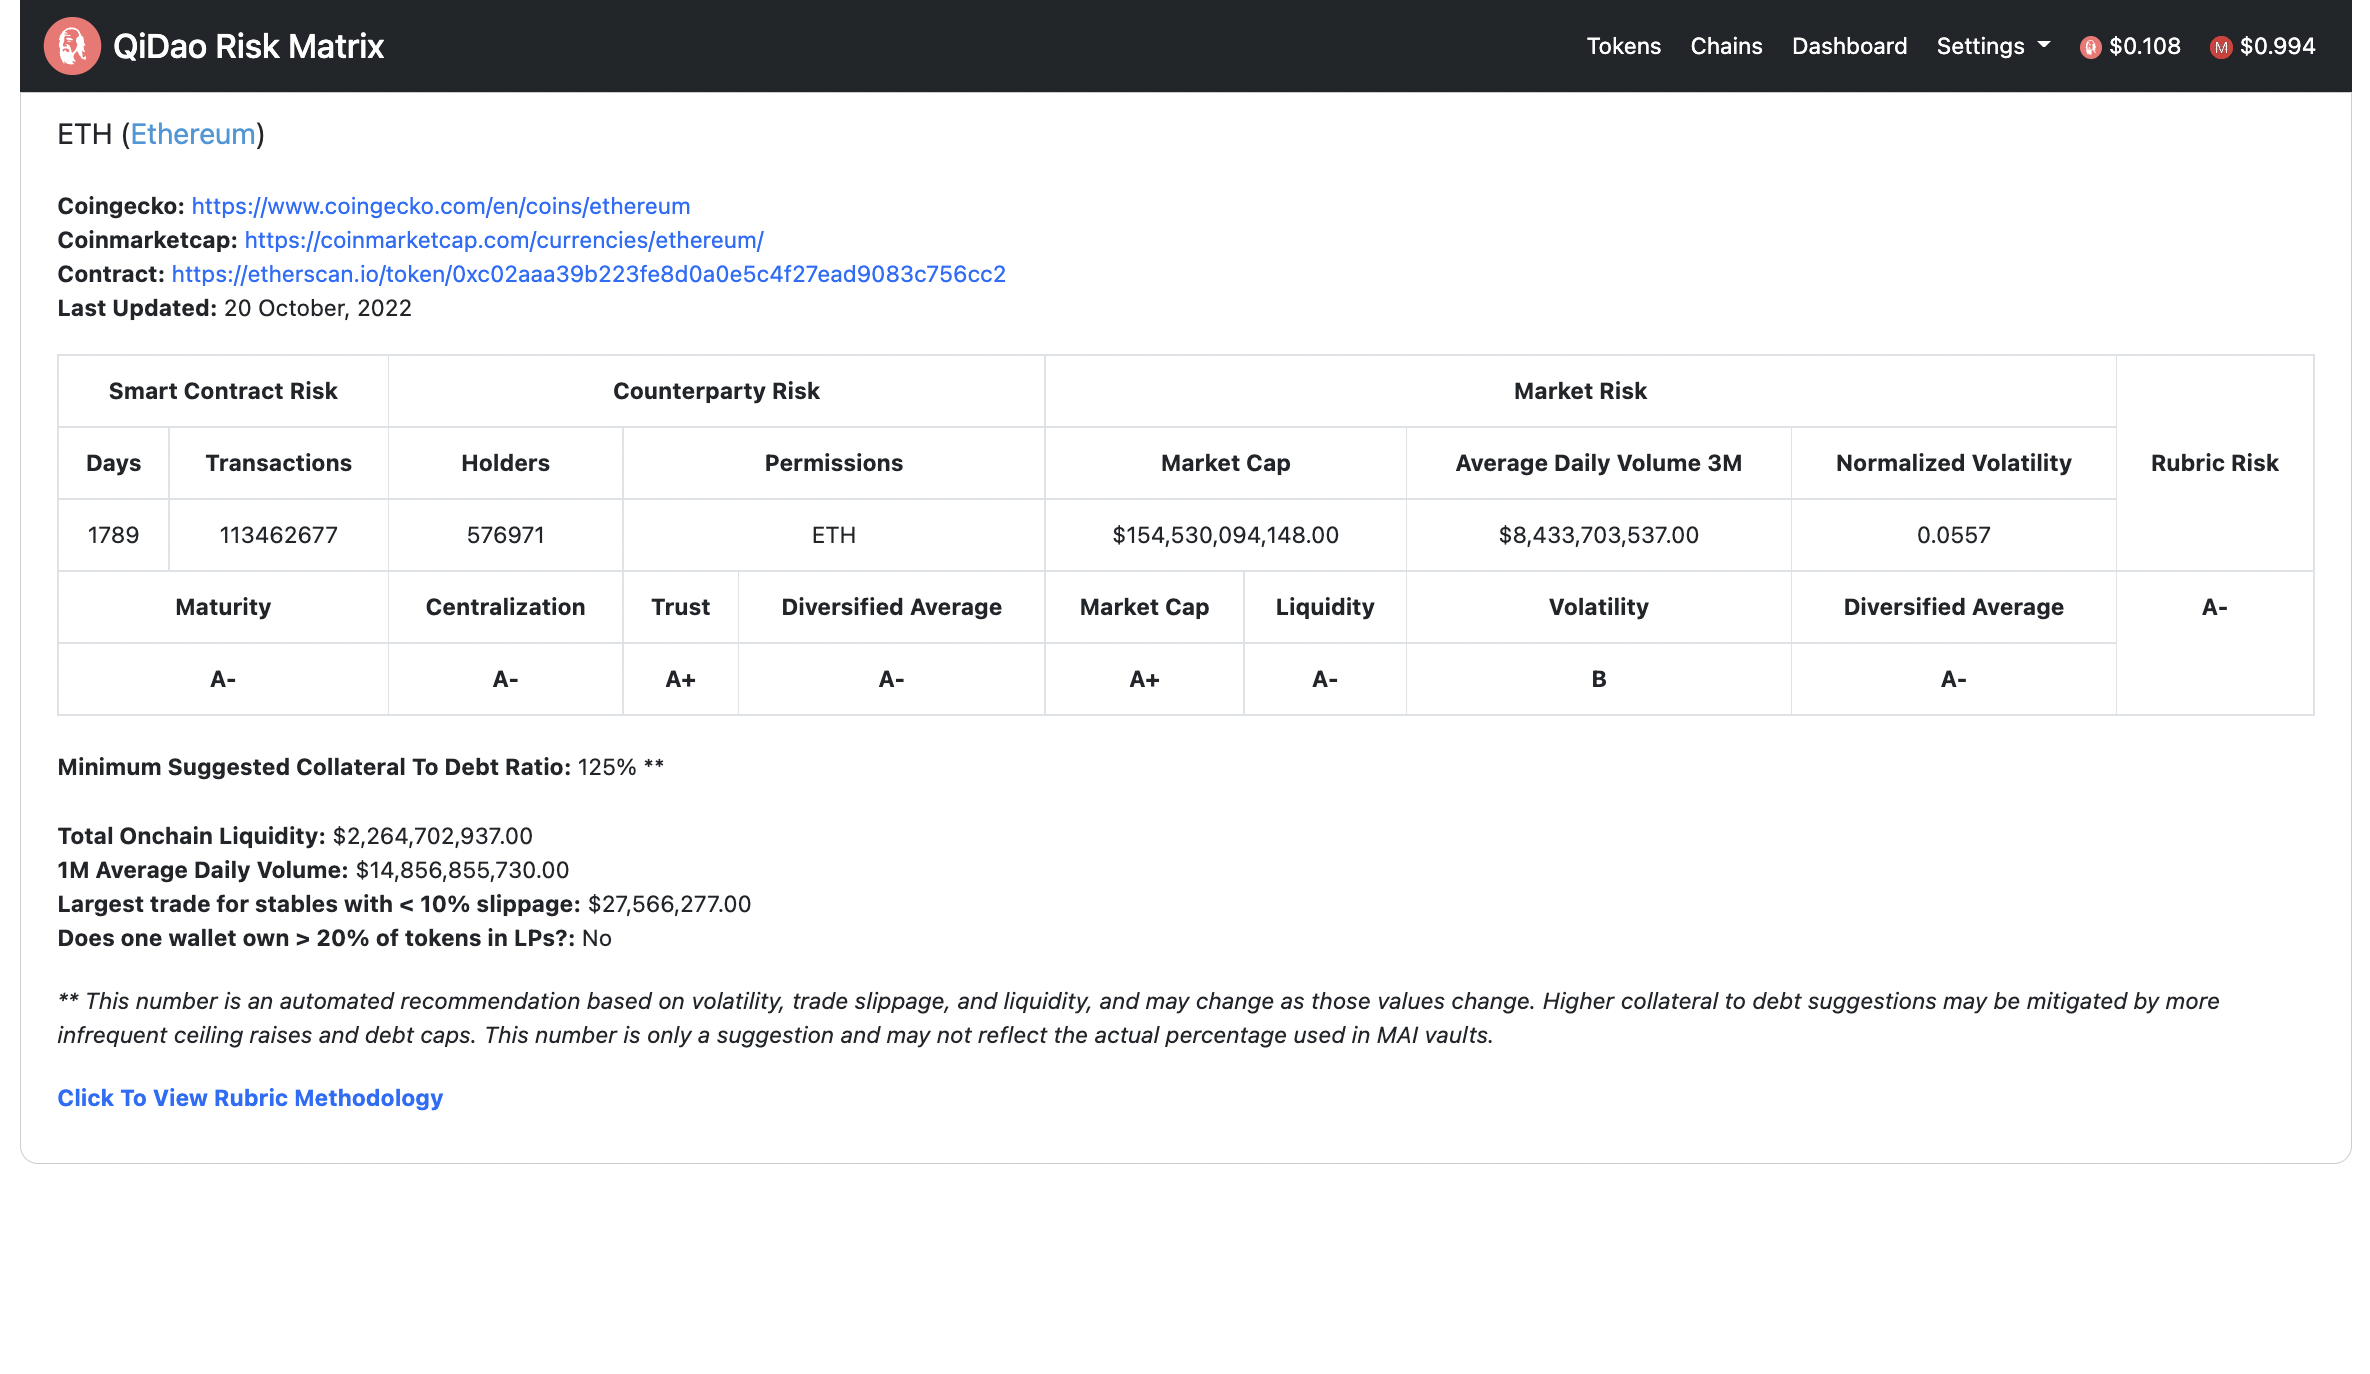 QiDao Risk Matrix
Tokens Chains Dashboard Settings $0.108 M $0.994
ETH (Ethereum)
Coingecko: https://www.coingecko.com/en/coins/ethereum
Coinmarketcap: https://coinmarketcap.com/currencies/ethereum/
Contract: https://etherscan.io/token/0xc02aaa39b223fe8d0a0e5c4f27ead9083c756cc2
Last Updated: 20 October, 2022
Smart Contract Risk Counterparty Risk Market Risk
Days Transactions Holders Permissions Market Cap Average Daily Volume 3M Normalized Volatility Rubric Risk
1789 113462677 576971 ETH $154,530,094,148.00 $8,433,703,537.00 0.0557
Maturity Centralization Trust Diversified Average Market Cap Liquidity Volatility Diversified Average A-
A- A- A+ A- A+ A- B A-
Minimum Suggested Collateral To Debt Ratio: 125% **
Total Onchain Liquidity: $2,264,702,937.00
1M Average Daily Volume: $14,856,855,730.00
Largest trade for stables with < 10% slippage: $27,566,277.00
Does one wallet own > 20% of tokens in LPs?: No
** This number is an automated recommendation based on volatility, trade slippage, and liquidity, and may change as those values change. Higher collateral to debt suggestions may be mitigated by more
infrequent ceiling raises and debt caps. This number is only a suggestion and may not reflect the actual percentage used in MAI vaults.
Click To View Rubric Methodology